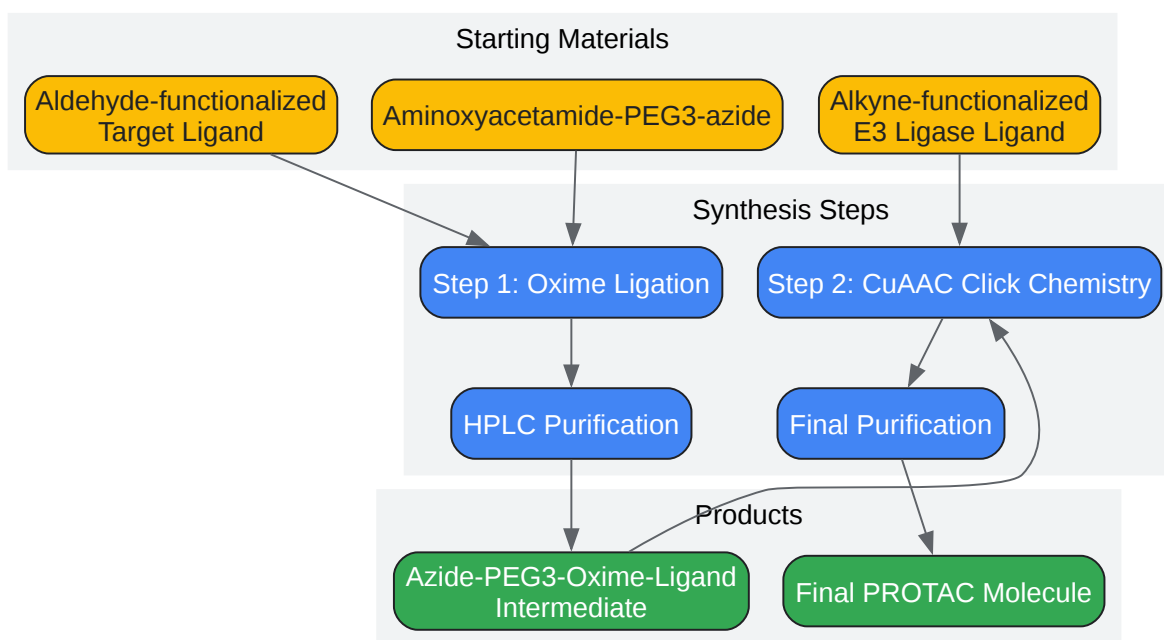 Starting Materials
Aldehyde-functionalized
Target Ligand
Aminoxyacetamide-PEG3-azide
Alkyne-functionalized
E3 Ligase Ligand
Synthesis Steps
Step 1: Oxime Ligation
Step 2: CuAAC Click Chemistry
HPLC Purification
Final Purification
Products
Azide-PEG3-Oxime-Ligand
Intermediate
Final PROTAC Molecule